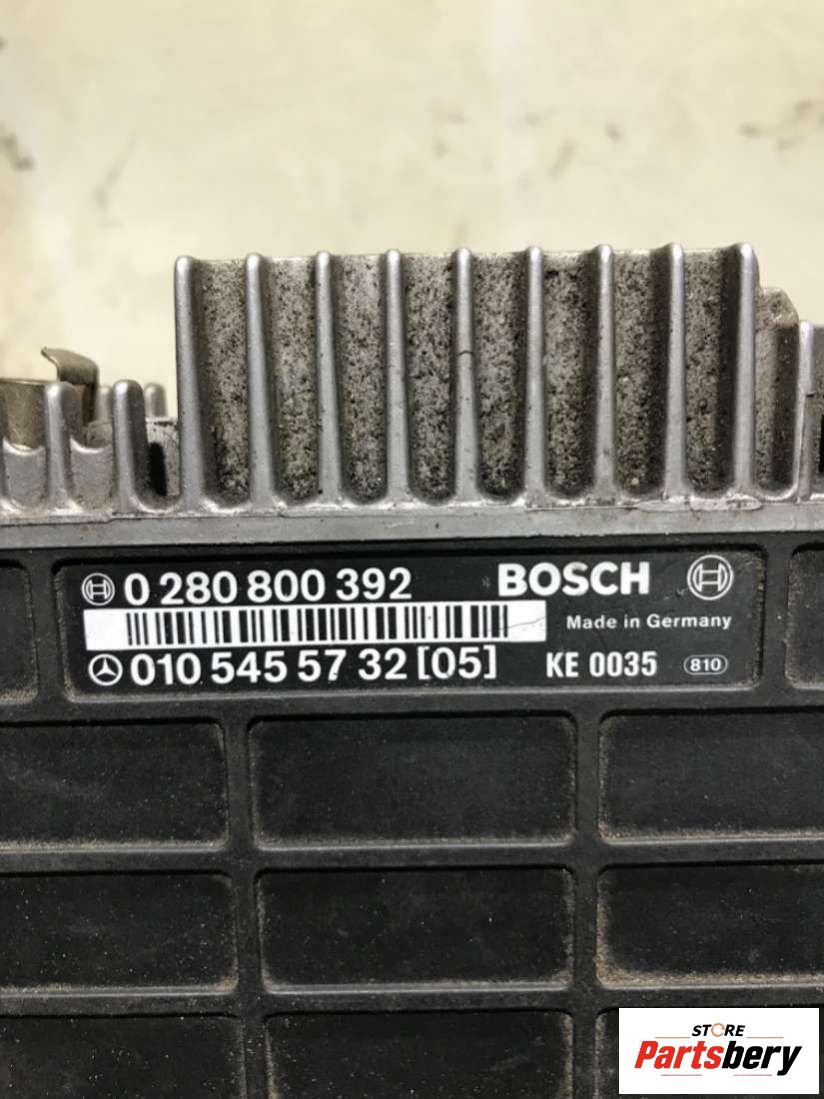 0 280 800 392 BOSCH
Made in Germany
010 545 57 32 [05] KE 0035 810
STORE
Partsbery